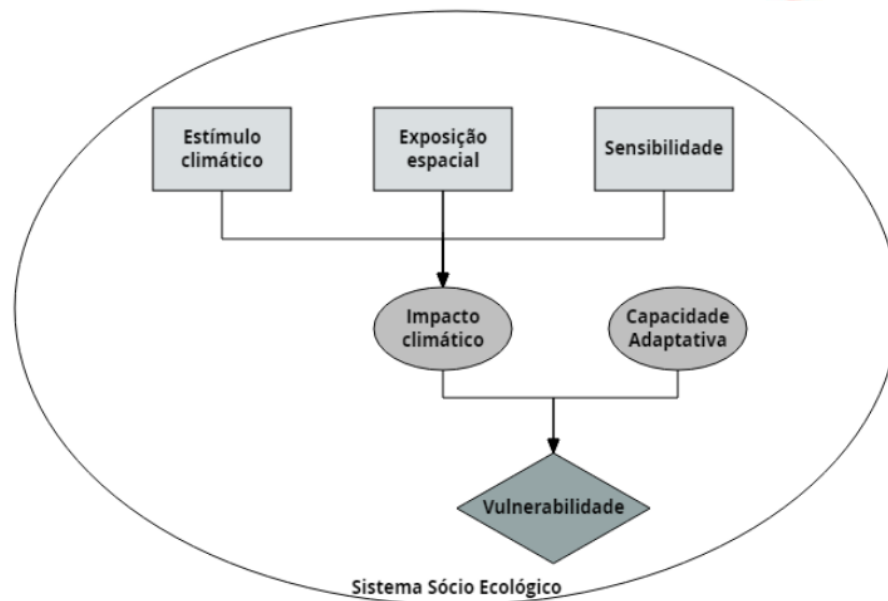 Estímulo
climático
Exposição
espacial
Sensibilidade
Impacto
climático
Capacidade
Adaptativa
Vulnerabilidade
Sistema Sócio Ecológico